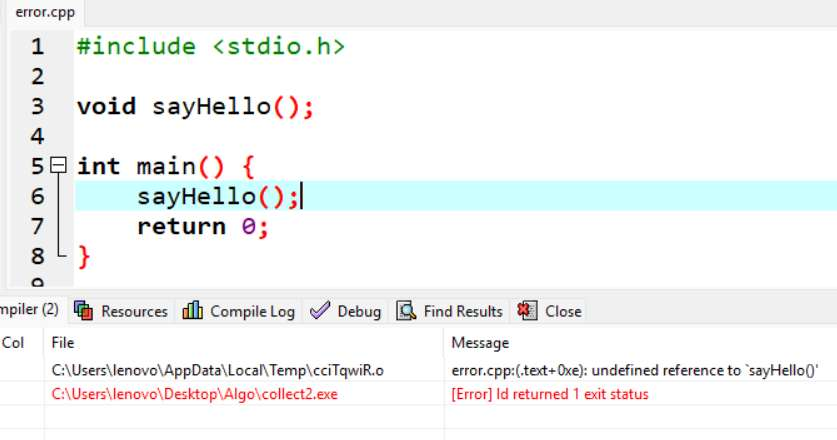 error.cpp
1 #include <stdio.h>
2
3 void sayHello();
4
5 int main() {
6 sayHello();
7 return 0;
8 }
9
mpiler (2) Resources Compile Log Debug Find Results Close
Col File Message
C:\Users\lenovo\AppData\Local\Temp\cciTqwiR.o error.cpp:(.text+0xe): undefined reference to `sayHello()'
C:\Users\lenovo\Desktop\Algo\collect2.exe [Error] ld returned 1 exit status